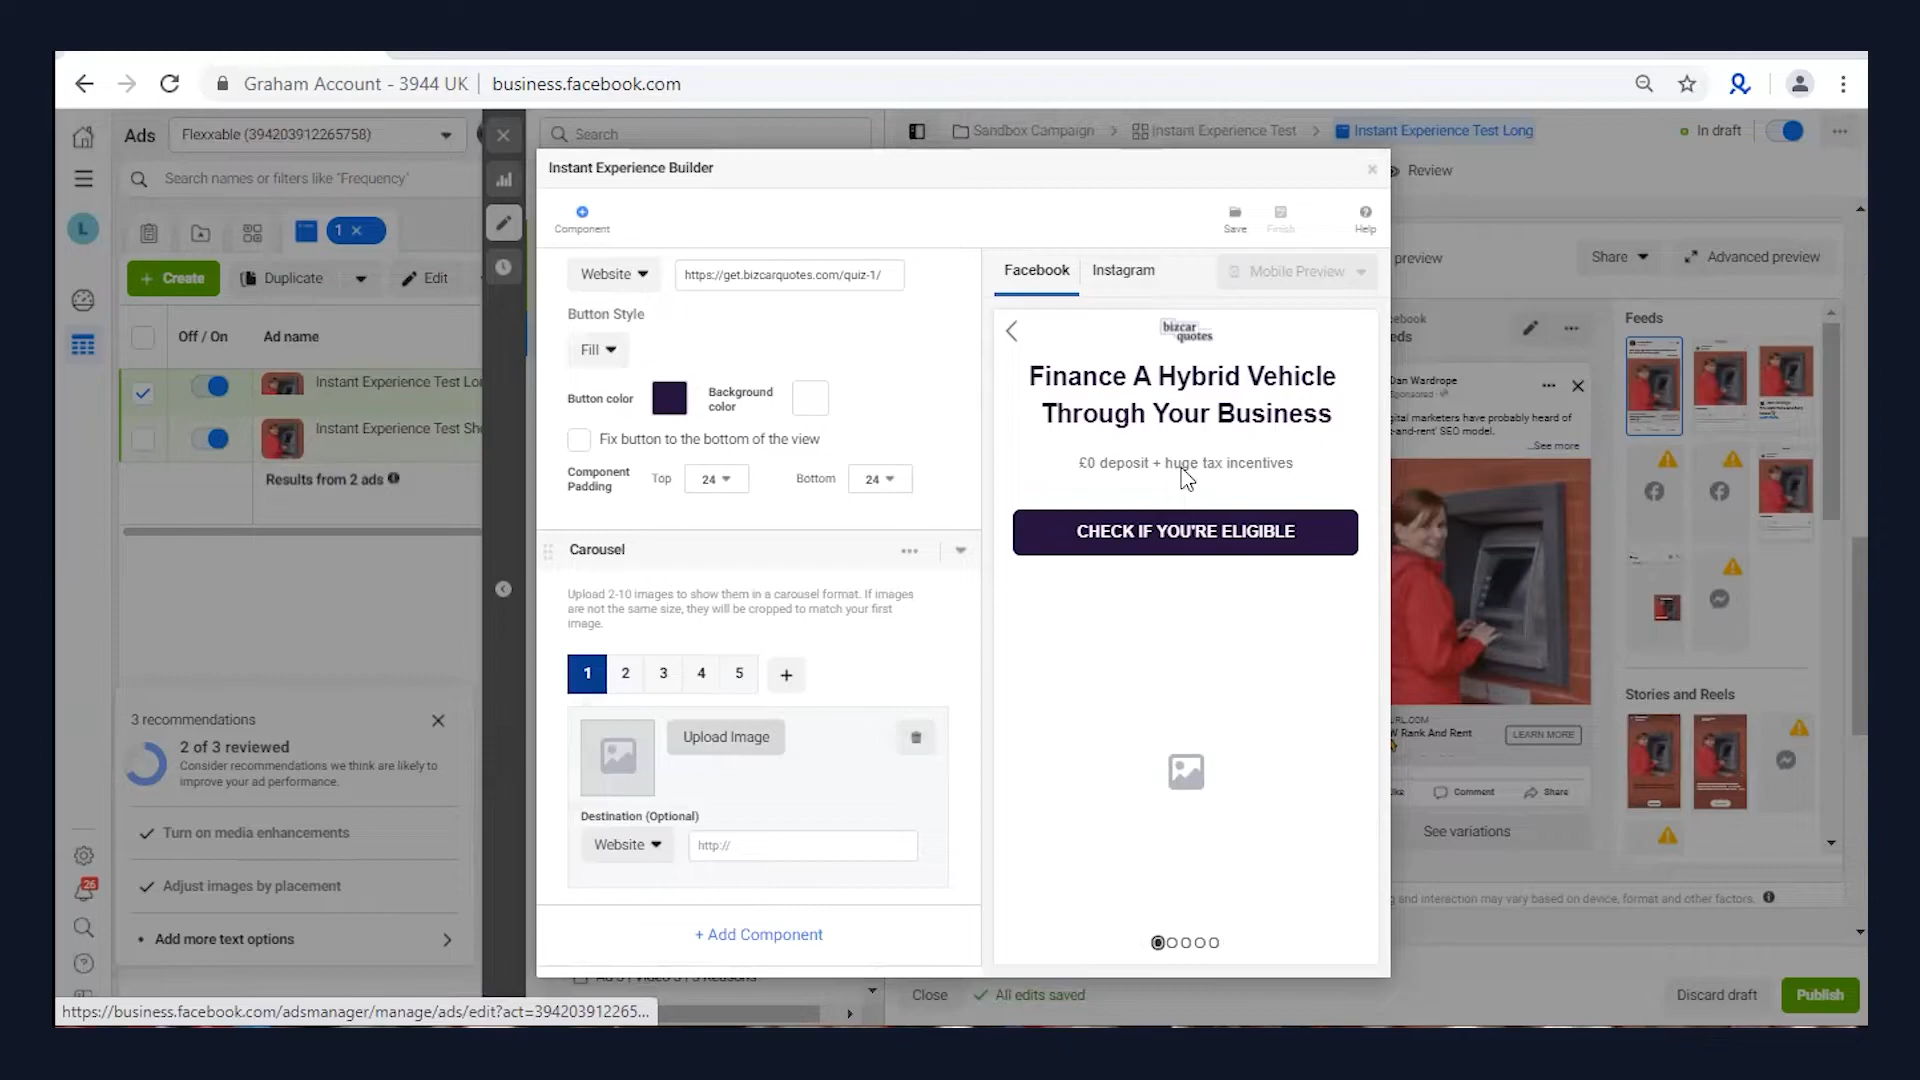 Graham Account - 3944 UK | business.facebook.com
Ads
Flexxable (394203912265758)
Search names or filters like "Frequency"
L
1 ×
+ Create
Duplicate
Edit
Off / On
Ad name
Instant Experience Test Lo
Instant Experience Test Sh
Results from 2 ads
3 recommendations
2 of 3 reviewed
Consider recommendations we think are likely to
improve your ad performance.
Turn on media enhancements
Adjust images by placement
• Add more text options
26
https://business.facebook.com/adsmanager/manage/ads/edit?act=394203912265...
Search
Sandbox Campaign
Instant Experience Test
Instant Experience Test Long
In draft
Review
Instant Experience Builder
Component
Save
Finish
Help
Website
https://get.bizcarquotes.com/quiz-1/
Button Style
Fill
Button color
Background
color
Fix button to the bottom of the view
Component
Padding
Top
24
Bottom
24
Carousel
Upload 2-10 images to show them in a carousel format. If images
are not the same size, they will be cropped to match your first
image.
1
2
3
4
5
+
Upload Image
Destination (Optional)
Website
http://
+ Add Component
Facebook
Instagram
Mobile Preview
bizcar
quotes
Finance A Hybrid Vehicle
Through Your Business
£0 deposit + huge tax incentives
CHECK IF YOU'RE ELIGIBLE
preview
Share
Advanced preview
ebook
eds
Dan Wardrope
ponsored
gital marketers have probably heard of
-and-rent' SEO model.
...See more
URL.COM
Rank And Rent
LEARN MORE
Comment
Share
See variations
Feeds
Stories and Reels
g and interaction may vary based on device, format and other factors.
Close
All edits saved
Discard draft
Publish